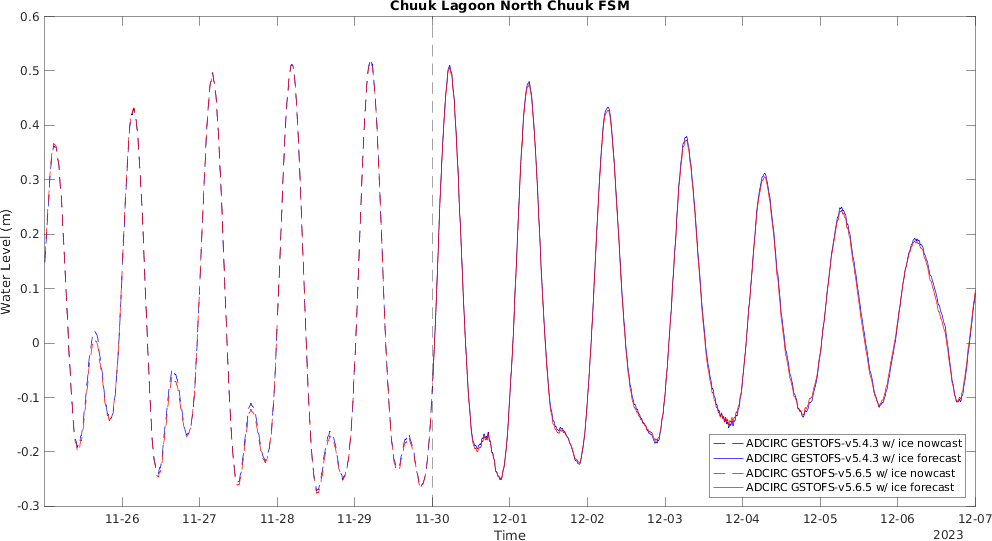 Chuuk Lagoon North Chuuk FSM
0.6
0.5
0.4
0.3
0.2
0.1
0
-0.1
-0.2
-0.3
Water Level (m)
ADCIRC GESTOFS-v5.4.3 w/ ice nowcast
ADCIRC GESTOFS-v5.4.3 w/ ice forecast
ADCIRC GSTOFS-v5.6.5 w/ ice nowcast
ADCIRC GSTOFS-v5.6.5 w/ ice forecast
11-26 11-27 11-28 11-29 11-30 12-01 12-02 12-03 12-04 12-05 12-06 12-07
Time
2023